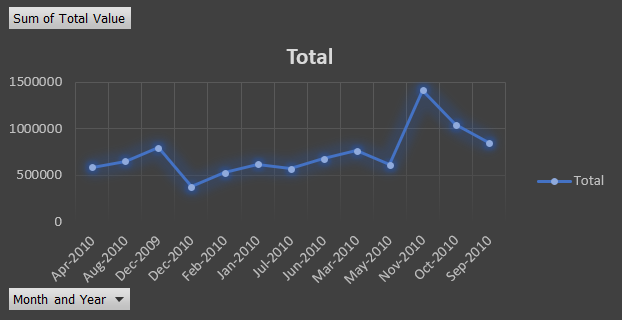 Sum of Total Value
Total
1500000
1000000
500000
0
Apr-2010
Aug-2010
Dec-2009
Dec-2010
Feb-2010
Jan-2010
Jul-2010
Jun-2010
Mar-2010
May-2010
Nov-2010
Oct-2010
Sep-2010
Total
Month and Year